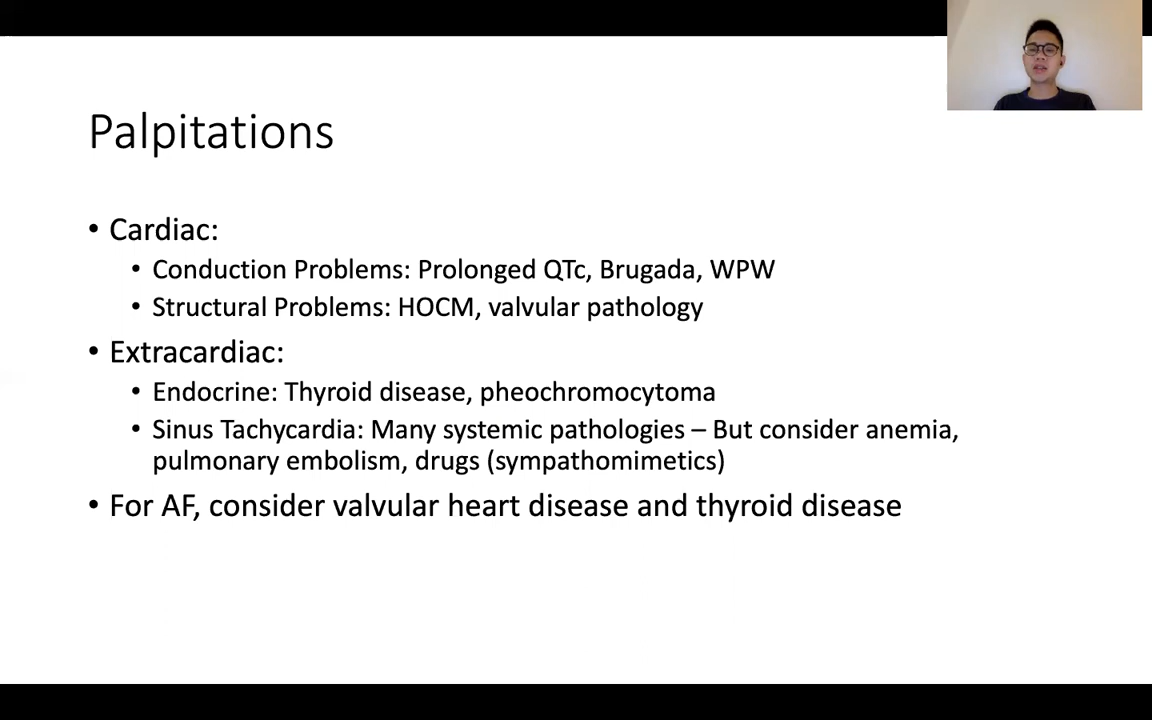 Palpitations
• Cardiac:
• Conduction Problems: Prolonged QTc, Brugada, WPW
• Structural Problems: HOCM, valvular pathology
• Extracardiac:
• Endocrine: Thyroid disease, pheochromocytoma
• Sinus Tachycardia: Many systemic pathologies – But consider anemia,
pulmonary embolism, drugs (sympathomimetics)
• For AF, consider valvular heart disease and thyroid disease